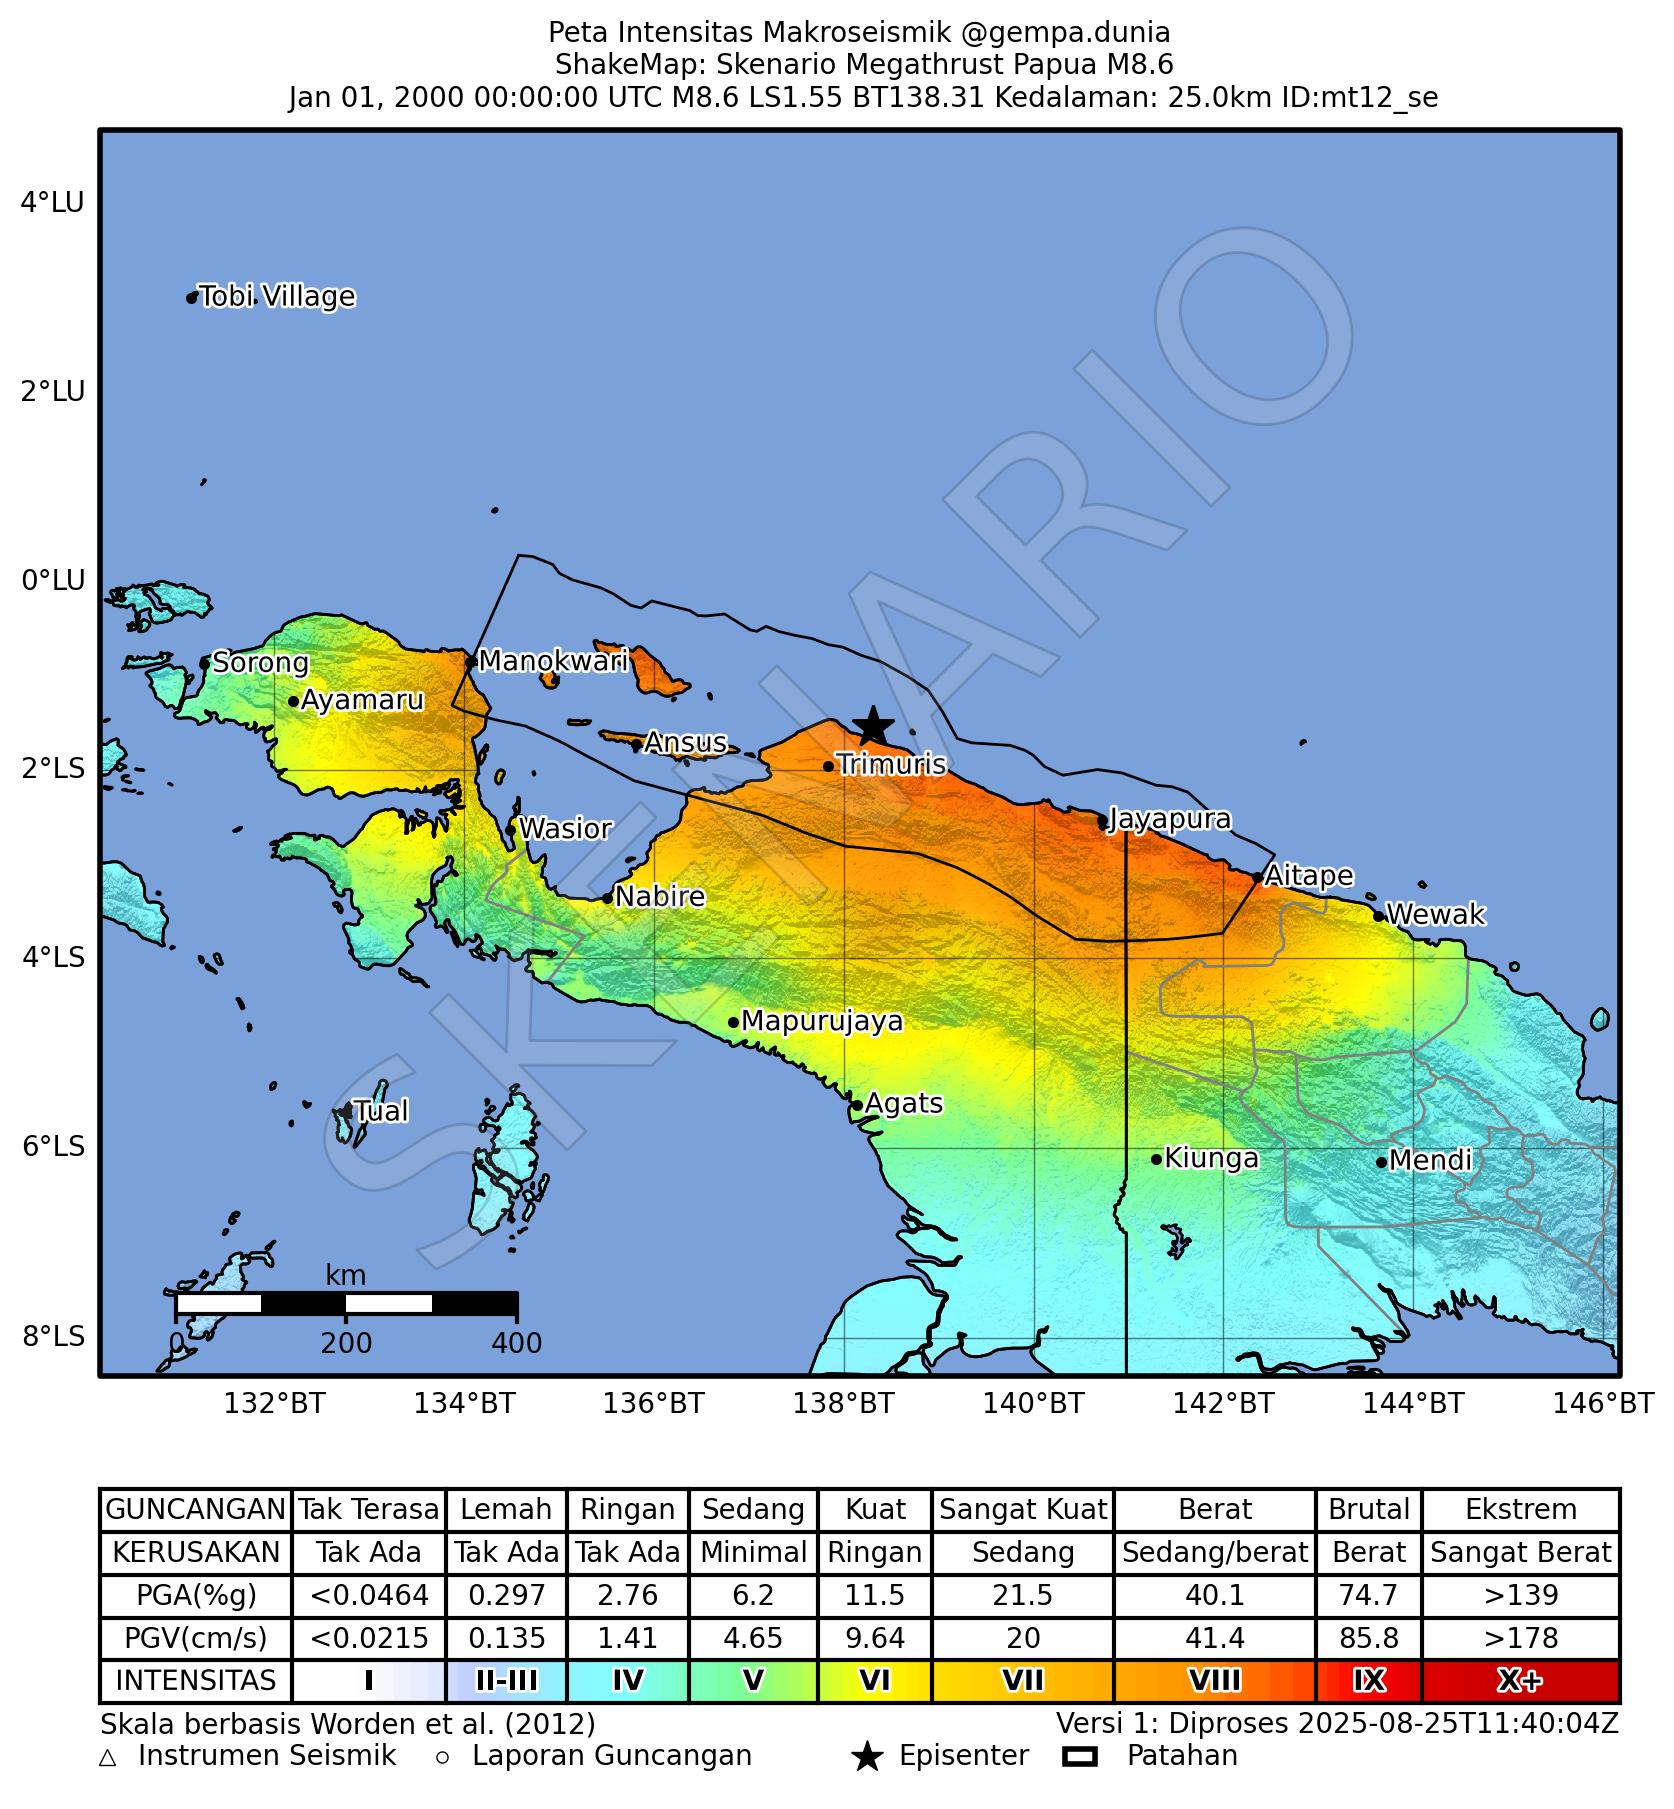 Peta Intensitas Makroseismik @gempa.dunia
ShakeMap: Skenario Megathrust Papua M8.6
Jan 01, 2000 00:00:00 UTC M8.6 LS1.55 BT138.31 Kedalaman: 25.0km ID:mt12_se
4°LU
Tobi Village
2°LU
0°LU
Sorong
Manokwari
Ayamaru
Ansus
Trimuris
2°LS
Wasior
Jayapura
Aitape
Nabire
Wewak
4°LS
Mapurujaya
Agats
Tual
6°LS
Kiunga
Mendi
SKENARIO
km
0 200 400
8°LS
132°BT 134°BT 136°BT 138°BT 140°BT 142°BT 144°BT 146°BT
GUNCANGAN Tak Terasa Lemah Ringan Sedang Kuat Sangat Kuat Berat Brutal Ekstrem
KERUSAKAN Tak Ada Tak Ada Tak Ada Minimal Ringan Sedang Sedang/berat Berat Sangat Berat
PGA(%g) <0.0464 0.297 2.76 6.2 11.5 21.5 40.1 74.7 >139
PGV(cm/s) <0.0215 0.135 1.41 4.65 9.64 20 41.4 85.8 >178
INTENSITAS I II-III IV V VI VII VIII IX X+
Skala berbasis Worden et al. (2012) Versi 1: Diproses 2025-08-25T11:40:04Z
Instrumen Seismik Laporan Guncangan Episenter Patahan